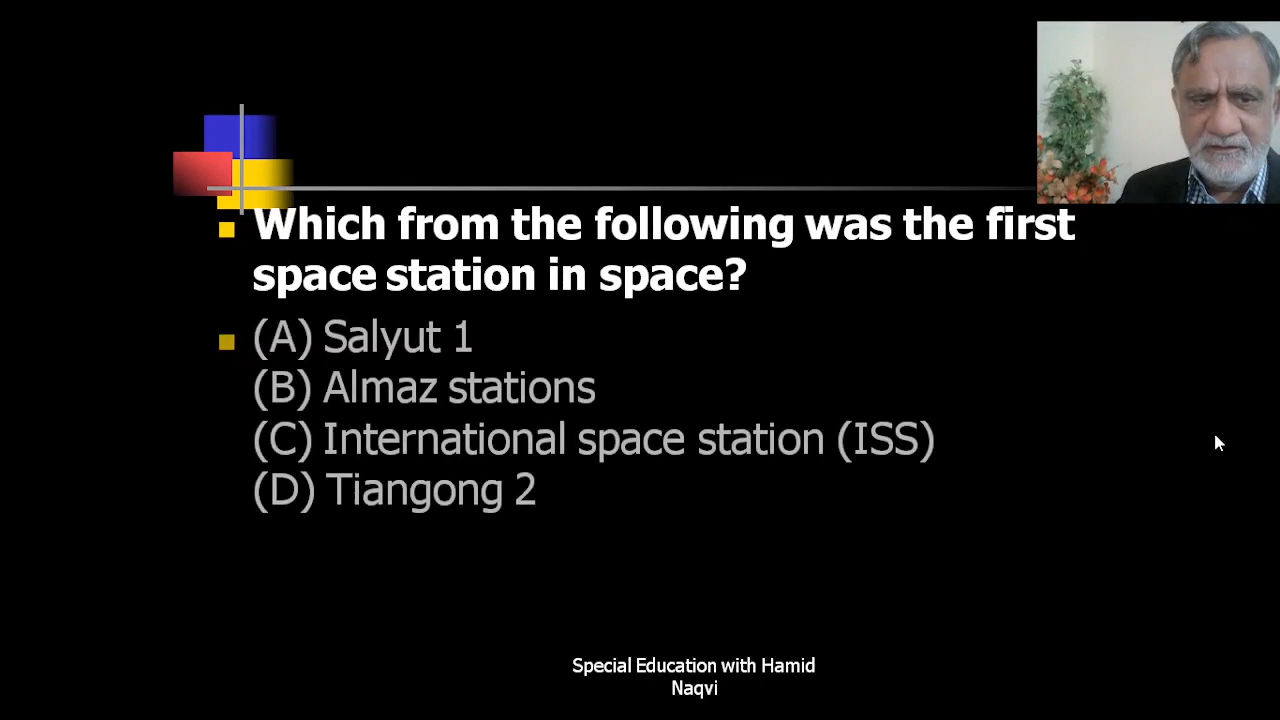 Which from the following was the first
space station in space?
(A) Salyut 1
(B) Almaz stations
(C) International space station (ISS)
(D) Tiangong 2
Special Education with Hamid
Naqvi